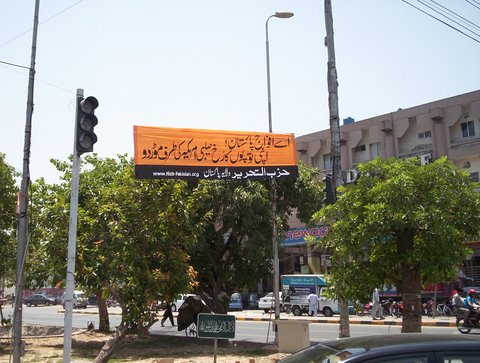 اے افواجِ پاکستان!
اپنی توپوں کا رخ صلیبی امریکہ کی طرف موڑ دو
www.Hizb-Pakistan.org حزب التحریر ولایہ پاکستان